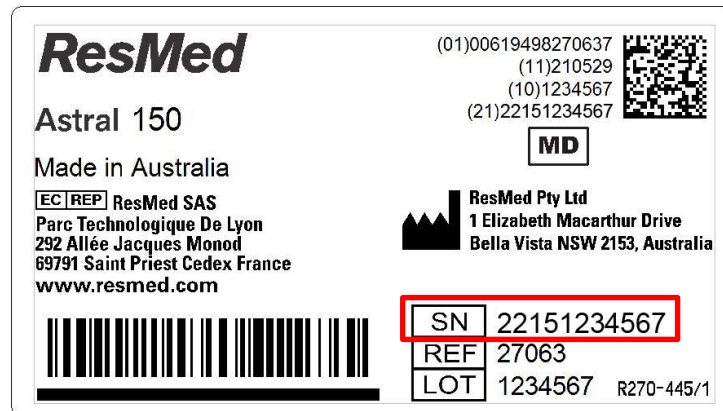 ResMed
(01)00619498270637
(11)210529
(10)1234567
(21)22151234567
Astral 150
MD
Made in Australia
EC REP ResMed SAS
Parc Technologique De Lyon
292 Allée Jacques Monod
69791 Saint Priest Cedex France
www.resmed.com
ResMed Pty Ltd
1 Elizabeth Macarthur Drive
Bella Vista NSW 2153, Australia
SN 22151234567
REF 27063
LOT 1234567 R270-445/1